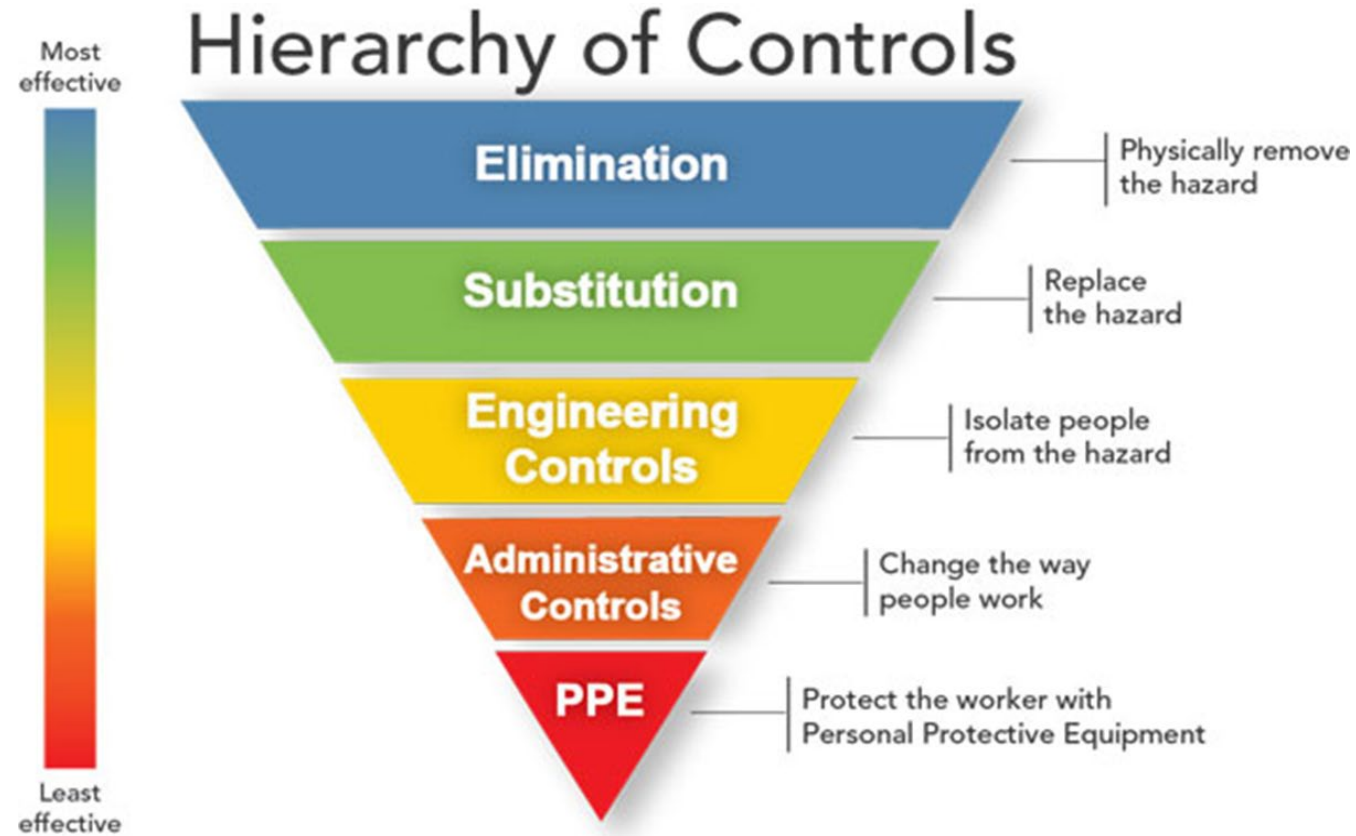 Hierarchy of Controls
Most
effective
Elimination
Physically remove
the hazard
Substitution
Replace
the hazard
Engineering
Controls
Isolate people
from the hazard
Administrative
Controls
Change the way
people work
PPE
Protect the worker with
Personal Protective Equipment
Least
effective